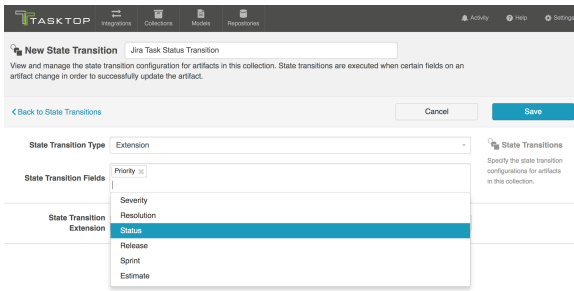 TASKTOP
Integrations Collections Models Repositories Activity Help Settings
New State Transition Jira Task Status Transition
View and manage the state transition configuration for artifacts in this collection. State transitions are executed when certain fields on an
artifact change in order to successfully update the artifact.
Back to State Transitions Cancel Save
State Transition Type Extension
State Transitions
Specify the state transition
configurations for artifacts
in this collection.
State Transition Fields Priority
Severity
Resolution
State Transition
Extension
Status
Release
Sprint
Estimate